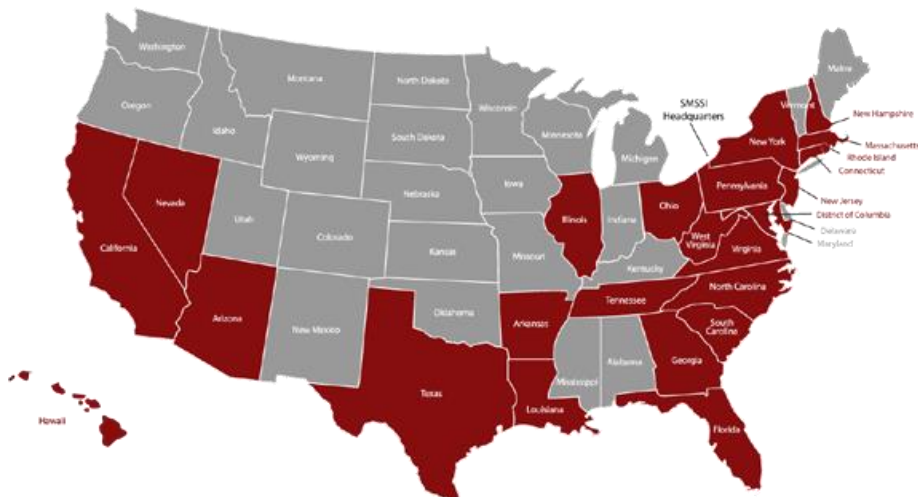 Washington
Montana
North Dakota
Wisconsin
Vermont
Maine
Oregon
Idaho
Wyoming
South Dakota
Minnesota
Michigen
SMSSI
Headquarters
New York
New Hampshire
Massachusetts
Rhode Island
Connecticut
Nevada
Utah
Nebraska
Iowa
Illinois
Indiana
Ohio
Pennsylvania
New Jersey
District of Columbia
Delaware
Maryland
California
Colorado
Kansas
Missouri
Kentucky
West
Virginia
Virginia
Arizona
New Mexico
Oklahoma
Arkansas
Tennessee
North Carolina
South
Caroline
Texas
Louisiana
Mississippi
Alabama
Georgia
Florida
Hawaii